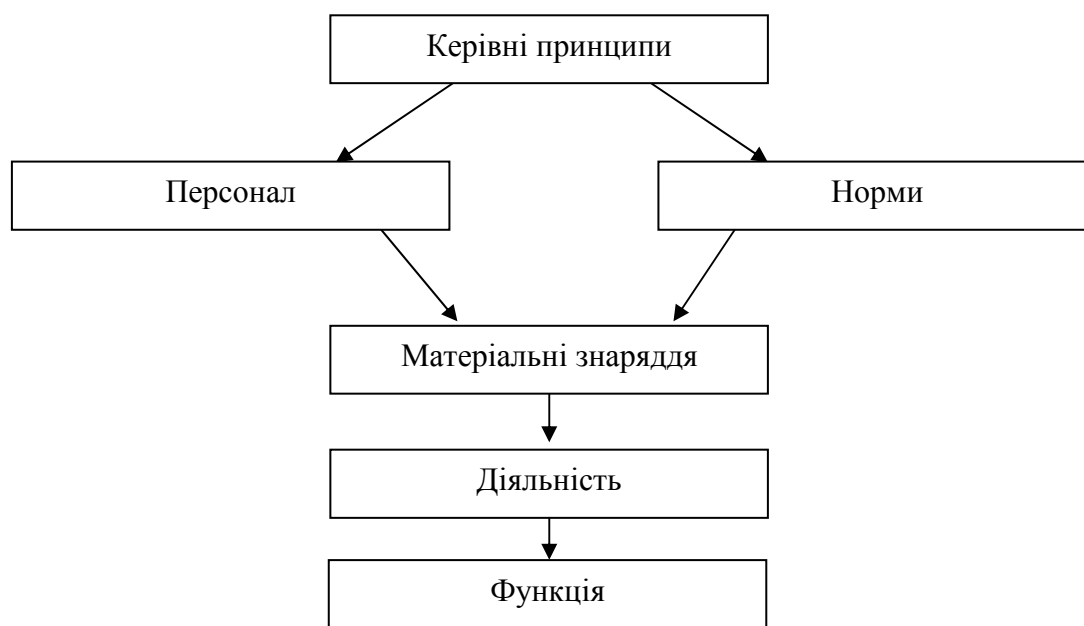 Керівні принципи
Персонал
Норми
Матеріальні знаряддя
Діяльність
Функція